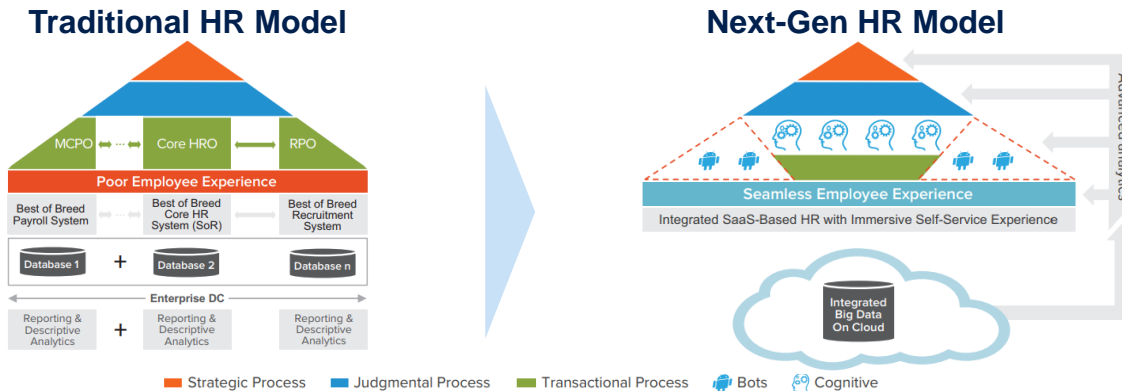 Traditional HR Model
MCPO
...
Core HRO
RPO
Poor Employee Experience
Best of Breed
Payroll System
...
Best of Breed
Core HR
System (SoR)
Best of Breed
Recruitment
System
Database 1
+
Database 2
Database n
Enterprise DC
Reporting &
Descriptive
Analytics
+
Reporting &
Descriptive
Analytics
Reporting &
Descriptive
Analytics
Next-Gen HR Model
Seamless Employee Experience
Integrated SaaS-Based HR with Immersive Self-Service Experience
Integrated
Big Data
On Cloud
Advanced analytics
Strategic Process
Judgmental Process
Transactional Process
Bots
Cognitive